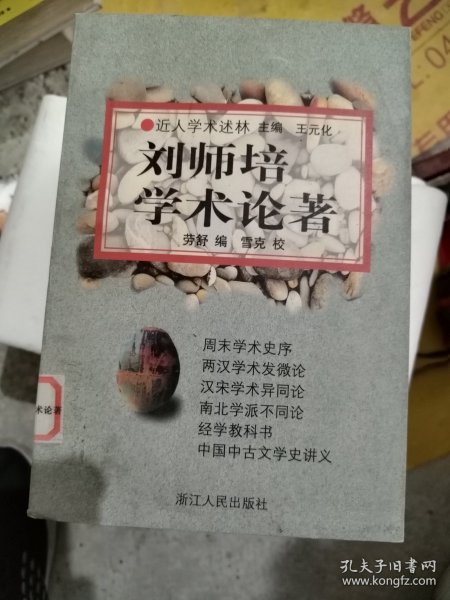 ●近人学术述林 主编 王元化
刘师培
学术论著
劳舒 编 雪克 校
周末学术史序
两汉学术发微论
汉宋学术异同论
南北学派不同论
经学教科书
中国中古文学史讲义
术论著
浙江人民出版社
孔夫子旧书网
www.kongfz.com